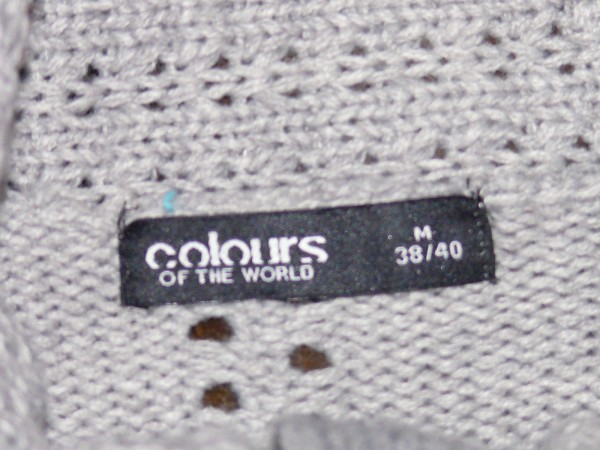 colours
OF THE WORLD
M
38/40